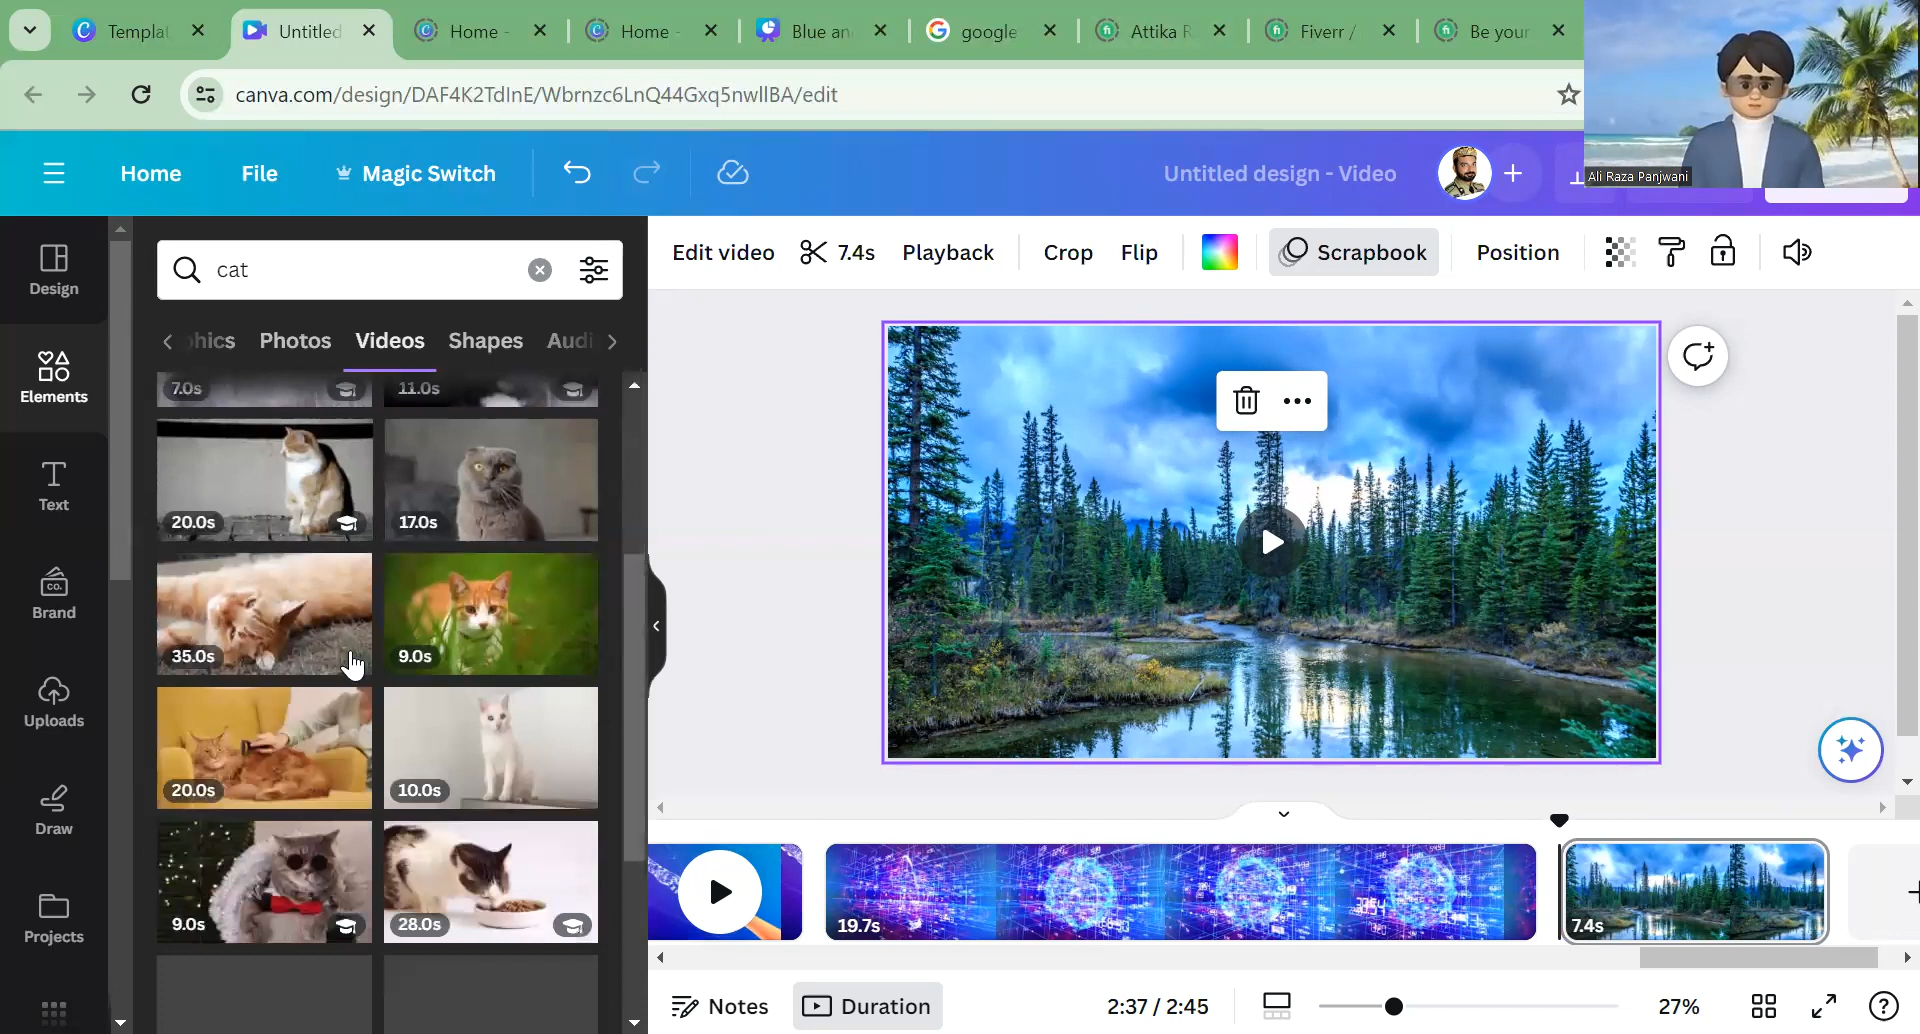 Templat
Untitled
Home -
Home -
Blue an
google
Attika R
Fiverr /
Be your
canva.com/design/DAF4K2TdInE/Wbrnzc6LnQ44Gxq5nwllBA/edit
Ali Raza Panjwani
Home
File
Magic Switch
Untitled design - Video
Design
Elements
Text
Brand
Uploads
Draw
Projects
CO.
cat
hics
Photos
Videos
Shapes
Audi
7.0s
11.0s
20.0s
17.0s
35.0s
9.0s
20.0s
10.0s
9.0s
28.0s
Edit video
7.4s
Playback
Crop
Flip
Scrapbook
Position
19.7s
7.4s
Notes
Duration
2:37 / 2:45
27%